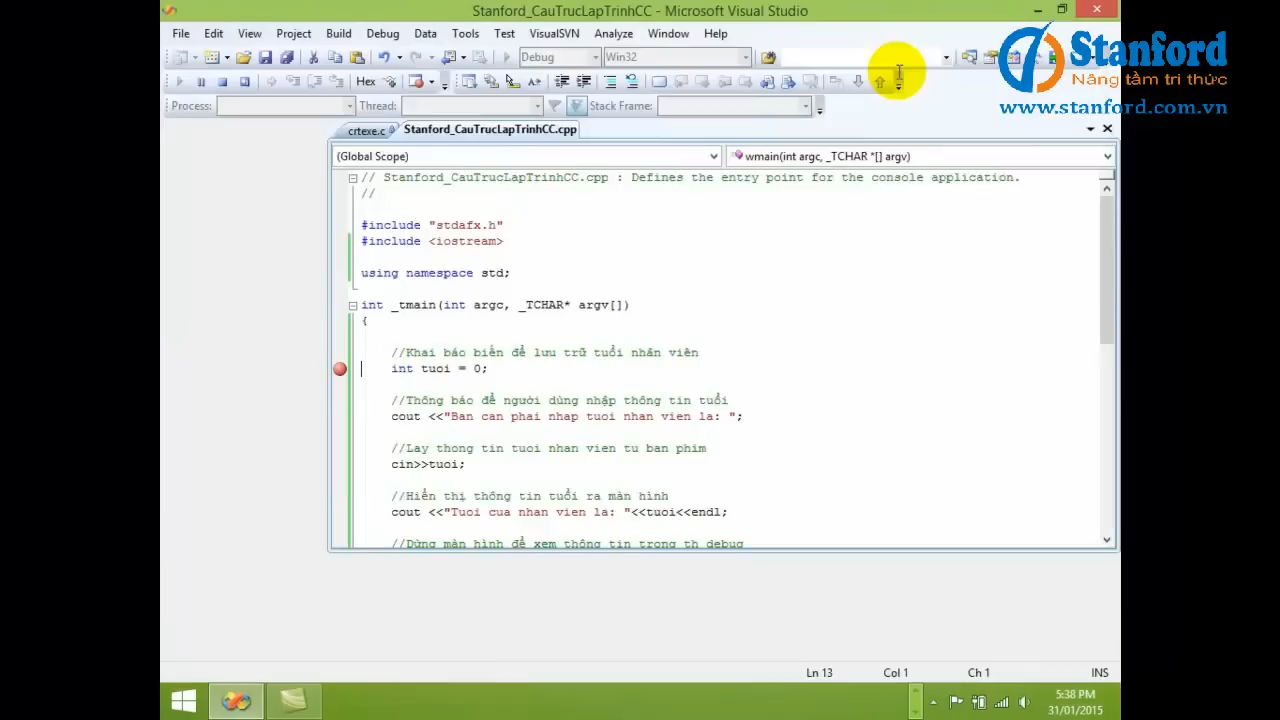 Stanford_CauTrucLapTrinhCC - Microsoft Visual Studio
File Edit View Project Build Debug Data Tools Test VisualSVN Analyze Window Help
Debug Win32
Hex
Process: Thread: Stack Frame:
Stanford
Nâng tầm tri thức
www.stanford.com.vn
crtexe.c Stanford_CauTrucLapTrinhCC.cpp
(Global Scope) wmain(int argc, _TCHAR *[] argv)
// Stanford_CauTrucLapTrinhCC.cpp : Defines the entry point for the console application.
//
#include "stdafx.h"
#include <iostream>
using namespace std;
int _tmain(int argc, _TCHAR* argv[])
{
//Khai báo biến để lưu trữ tuổi nhân viên
int tuoi = 0;
//Thông báo để người dùng nhập thông tin tuổi
cout <<"Ban can phai nhap tuoi nhan vien la: ";
//Lay thong tin tuoi nhan vien tu ban phim
cin>>tuoi;
//Hiển thị thông tin tuổi ra màn hình
cout <<"Tuoi cua nhan vien la: "<<tuoi<<endl;
//Dừng màn hình để xem thông tin trong th debug
Ln 13 Col 1 Ch 1 INS
5:38 PM
31/01/2015